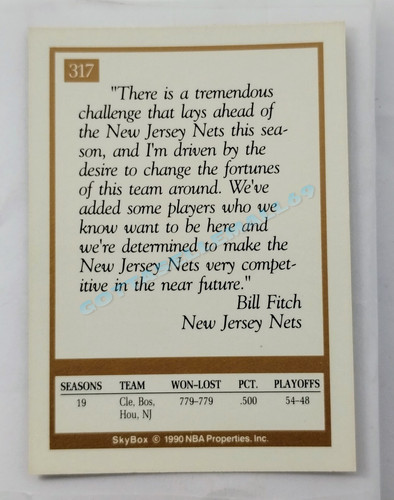 317
"There is a tremendous
challenge that lays ahead of
the New Jersey Nets this sea-
son, and I'm driven by the
desire to change the fortunes
of this team around. We've
added some players who we
know want to be here and
we're determined to make the
New Jersey Nets very compet-
itive in the near future."
Bill Fitch
New Jersey Nets
SEASONS TEAM WON-LOST PCT. PLAYOFFS
19 Cle, Bos, 779-779 .500 54-48
Hou, NJ
SkyBox © 1990 NBA Properties, Inc.